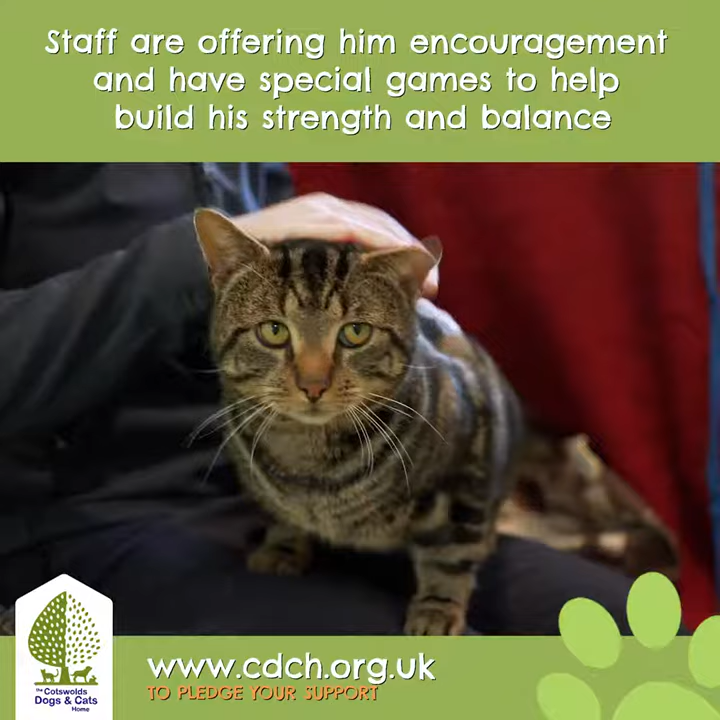 Staff are offering him encouragement
and have special games to help
build his strength and balance
the Cotswolds
Dogs & Cats
Home
www.cdch.org.uk
TO PLEDGE YOUR SUPPORT